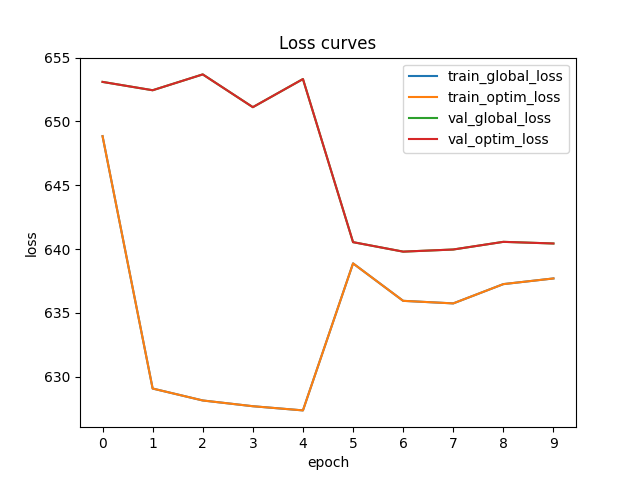 Loss curves
655
650
645
640
635
630
loss
0 1 2 3 4 5 6 7 8 9
epoch
train_global_loss
train_optim_loss
val_global_loss
val_optim_loss